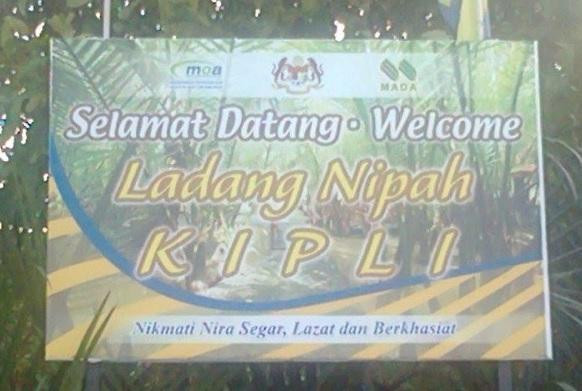 moa
MADA
Selamat Datang • Welcome
Ladang Nipah
KIPLI
Nikmati Nira Segar, Lazat dan Berkhasiat